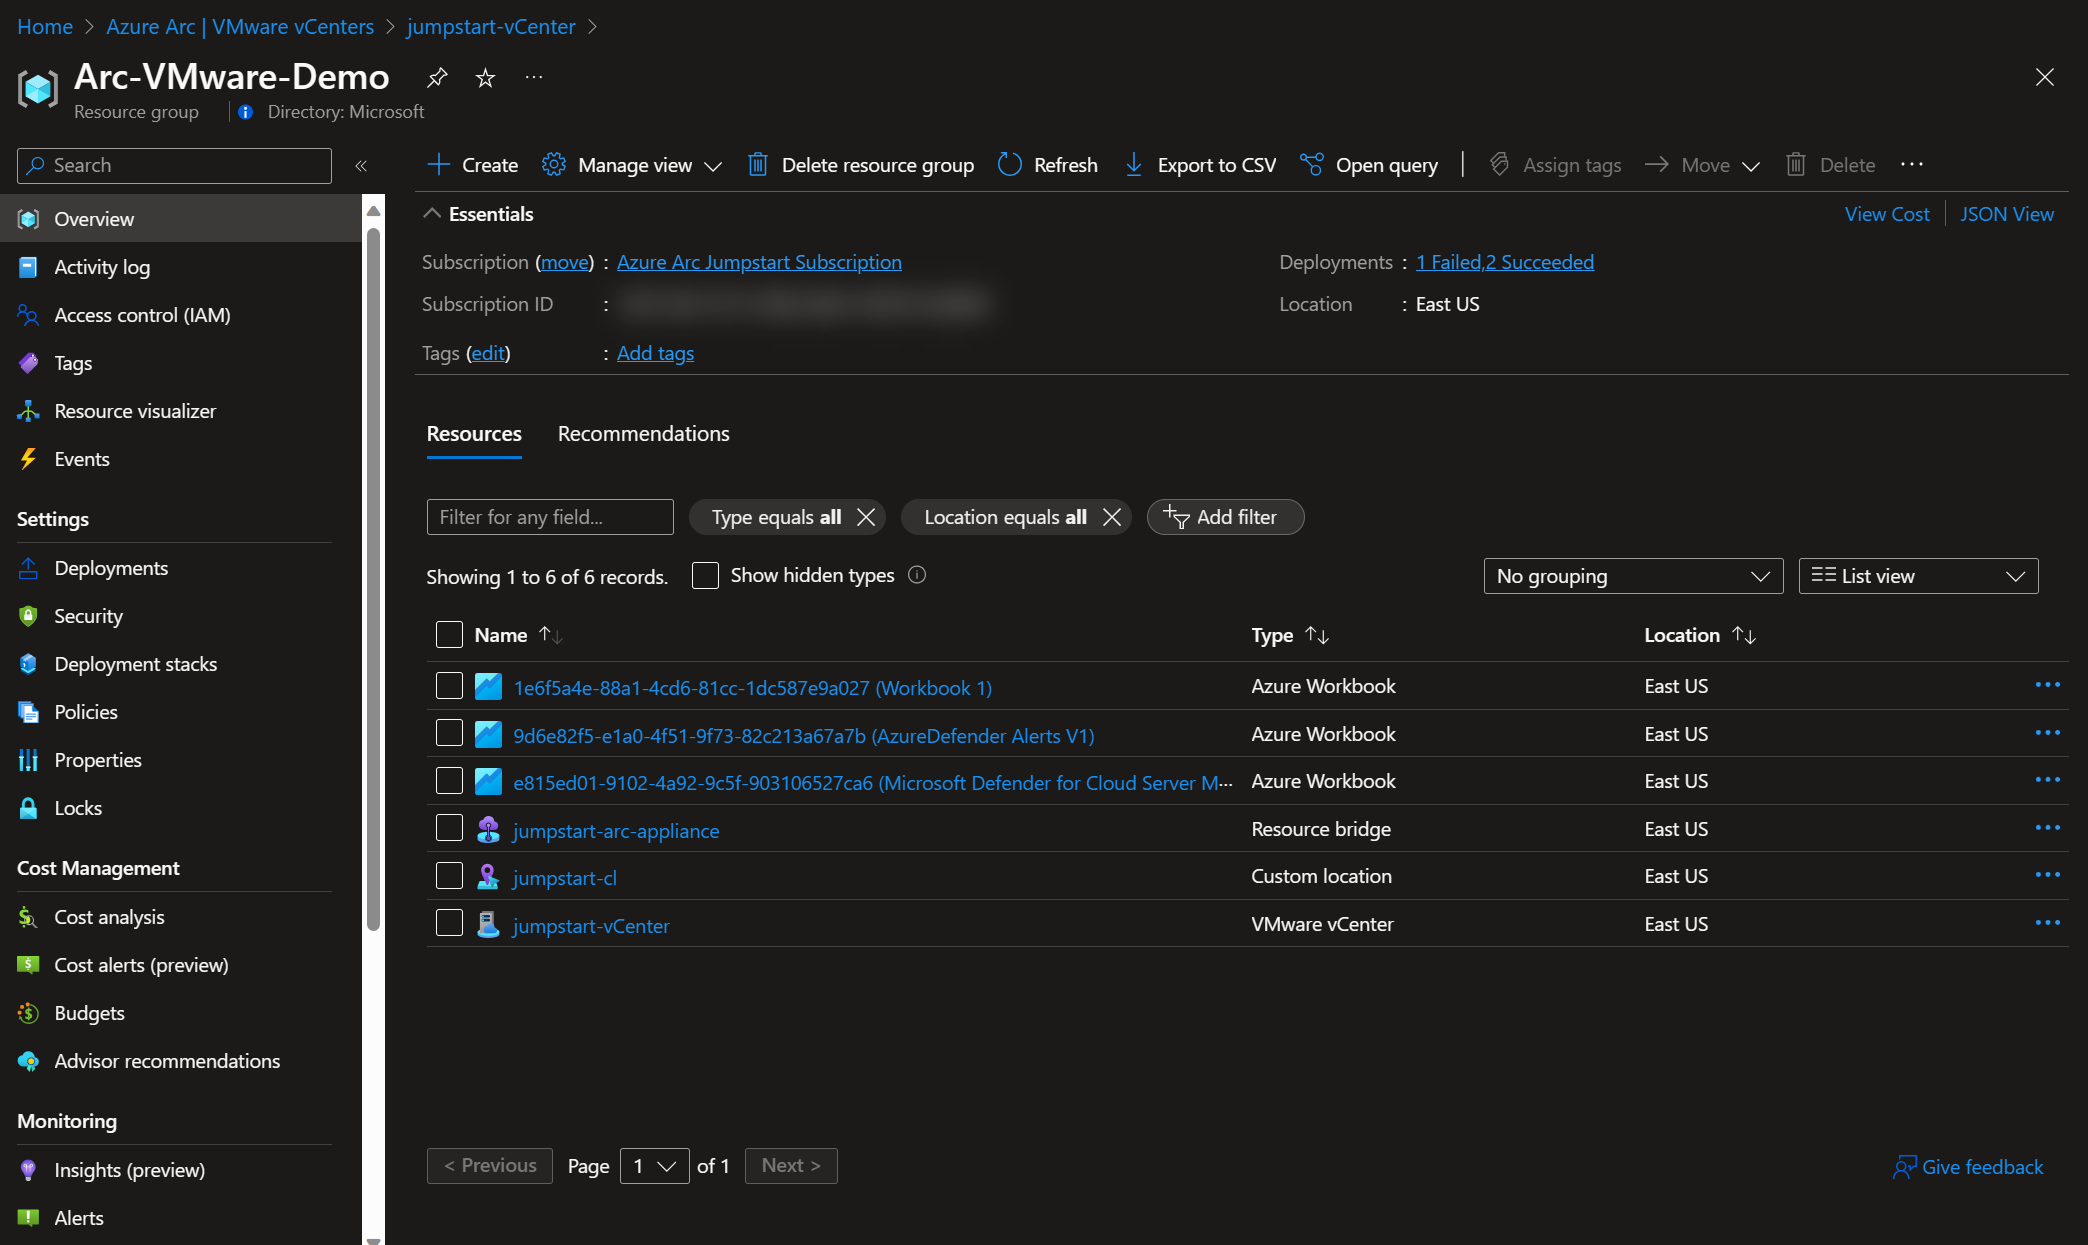 Home > Azure Arc | VMware vCenters > jumpstart-vCenter >
Arc-VMware-Demo
Resource group | Directory: Microsoft
Search
Overview
Activity log
Access control (IAM)
Tags
Resource visualizer
Events
Settings
Deployments
Security
Deployment stacks
Policies
Properties
Locks
Cost Management
Cost analysis
Cost alerts (preview)
Budgets
Advisor recommendations
Monitoring
Insights (preview)
Alerts
Create Manage view Delete resource group Refresh Export to CSV Open query | Assign tags Move Delete
Essentials
View Cost | JSON View
Subscription (move) : Azure Arc Jumpstart Subscription
Deployments : 1 Failed,2 Succeeded
Subscription ID :
Location : East US
Tags (edit) : Add tags
Resources Recommendations
Filter for any field... Type equals all Location equals all Add filter
Showing 1 to 6 of 6 records. Show hidden types
No grouping List view
Name Type Location
1e6f5a4e-88a1-4cd6-81cc-1dc587e9a027 (Workbook 1) Azure Workbook East US
9d6e82f5-e1a0-4f51-9f73-82c213a67a7b (AzureDefender Alerts V1) Azure Workbook East US
e815ed01-9102-4a92-9c5f-903106527ca6 (Microsoft Defender for Cloud Server M... Azure Workbook East US
jumpstart-arc-appliance Resource bridge East US
jumpstart-cl Custom location East US
jumpstart-vCenter VMware vCenter East US
< Previous Page 1 of 1 Next >
Give feedback